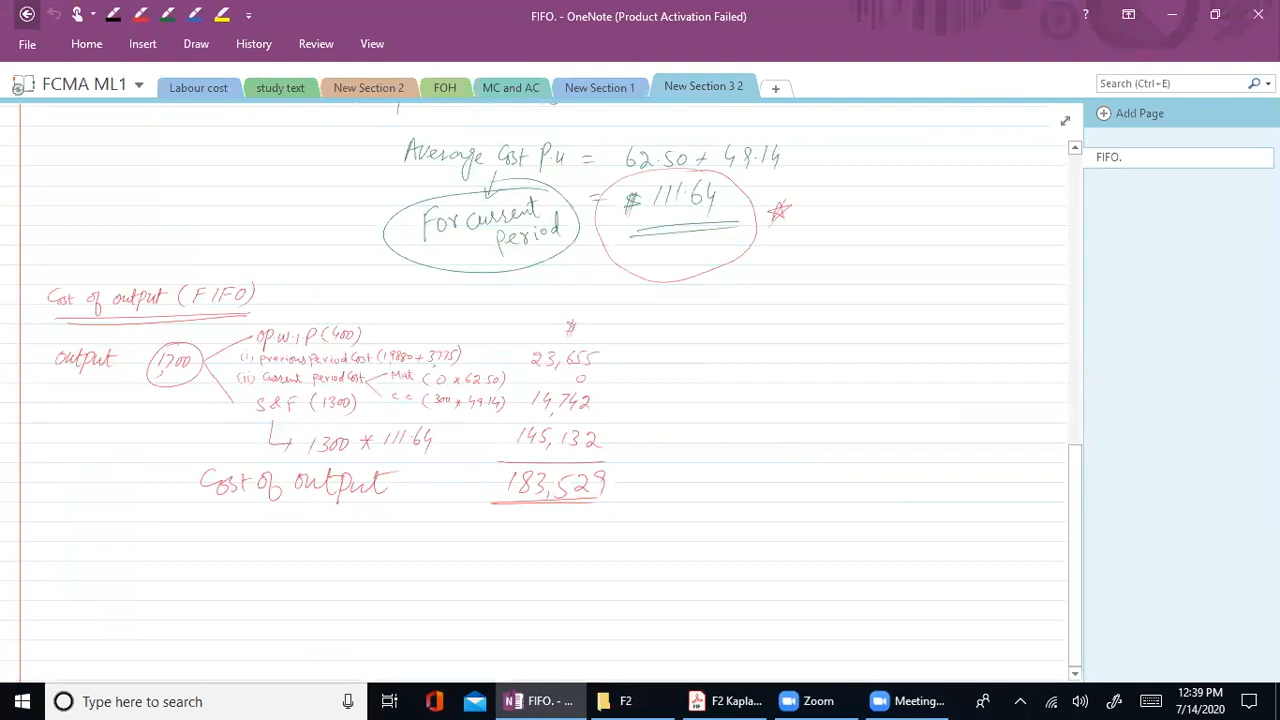 FIFO. - OneNote (Product Activation Failed)
File Home Insert Draw History Review View
FCMA ML1 Labour cost study text New Section 2 FOH MC and AC New Section 1 New Section 3 2 Search (Ctrl+E)
Add Page
FIFO.
Average Cost P.u = 62.50 + 49.14
= $ 111.64
For current period
Cost of output (FIFO)
$
output 1700 OP W.I.P (400)
(i) previous Period Cost (19880 + 3775) 23,655
(ii) Current period Cost Mat (0 × 62.50) 0
C C (300 * 49.14) 14,742
S & F (1300)
1300 * 111.64 145,132
Cost of output 183,529
Type here to search FIFO. - ... F2 F2 Kapla... Zoom Meeting... 12:39 PM
7/14/2020